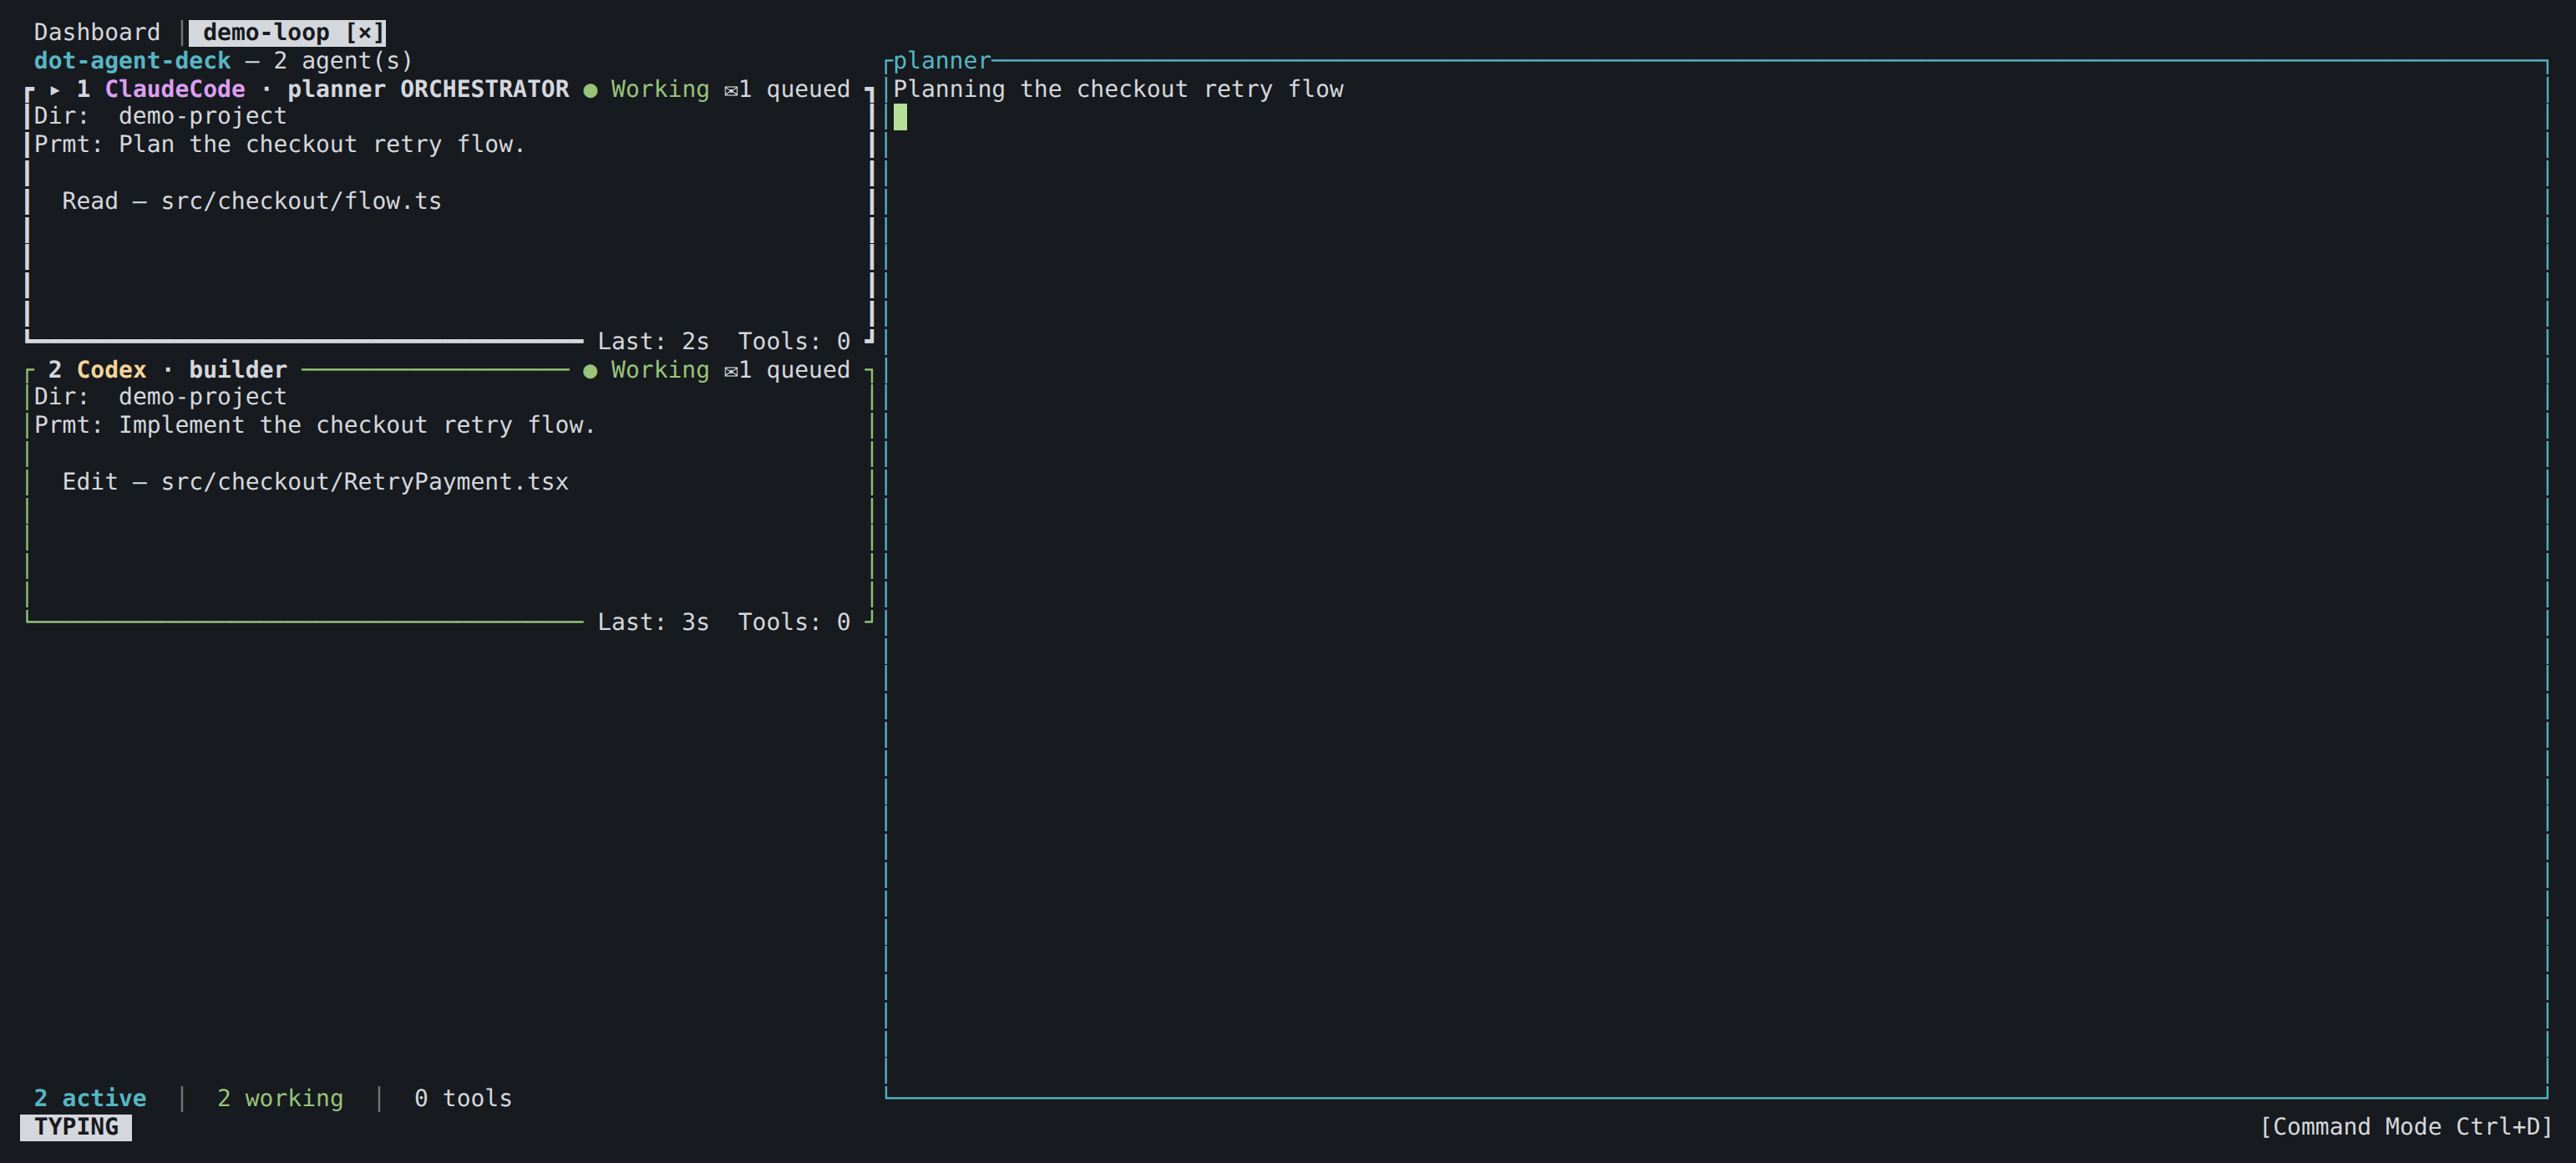 Dashboard │ demo-loop [×]
dot-agent-deck — 2 agent(s)
▸ 1 ClaudeCode · planner ORCHESTRATOR ● Working ✉1 queued
Dir:  demo-project
Prmt: Plan the checkout retry flow.
Read — src/checkout/flow.ts
Last: 2s  Tools: 0
2 Codex · builder ● Working ✉1 queued
Dir:  demo-project
Prmt: Implement the checkout retry flow.
Edit — src/checkout/RetryPayment.tsx
Last: 3s  Tools: 0
planner
Planning the checkout retry flow
2 active │ 2 working │ 0 tools
TYPING
[Command Mode Ctrl+D]